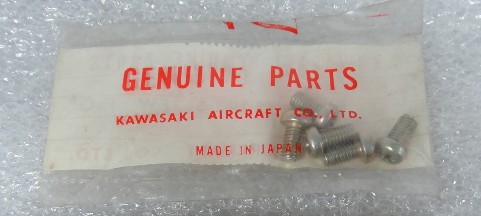 GENUINE PARTS
KAWASAKI AIRCRAFT CO., LTD.
MADE IN JAPAN